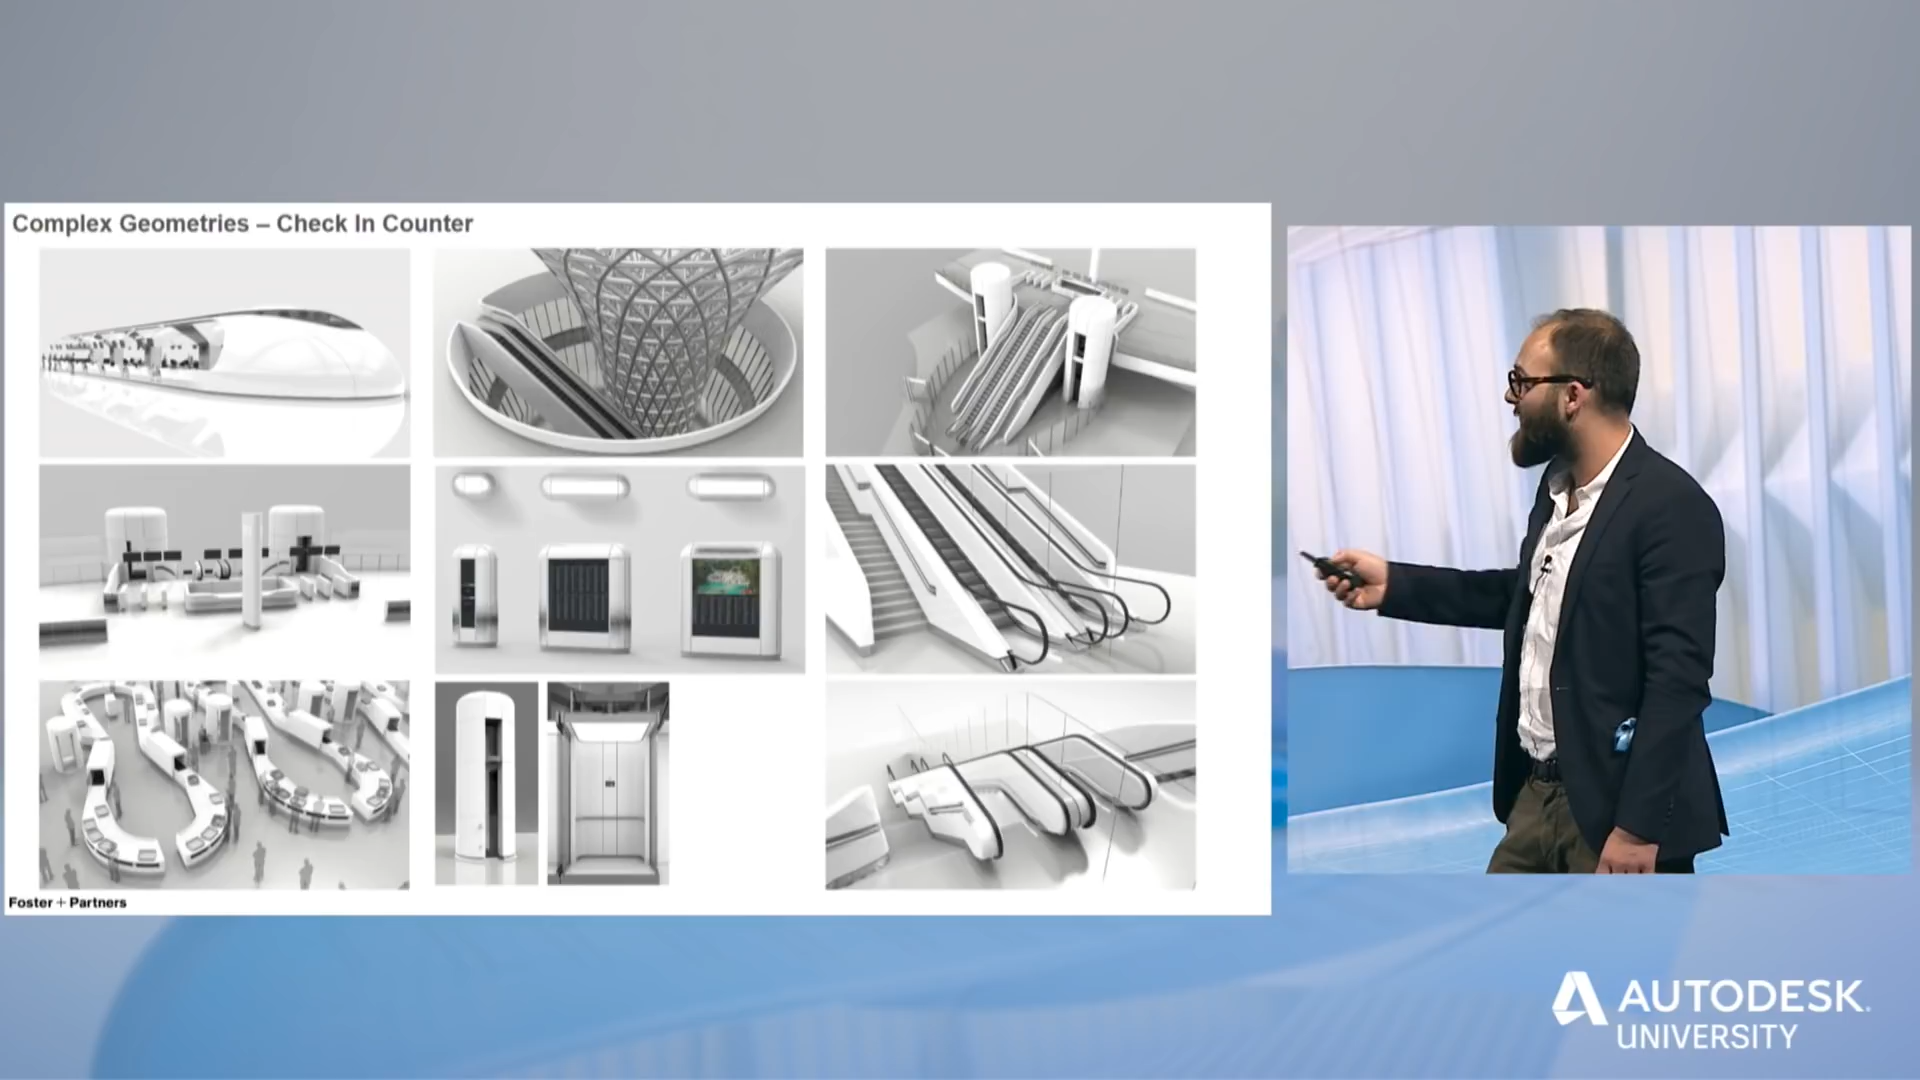 Complex Geometries – Check In Counter
Foster + Partners
AUTODESK.
UNIVERSITY